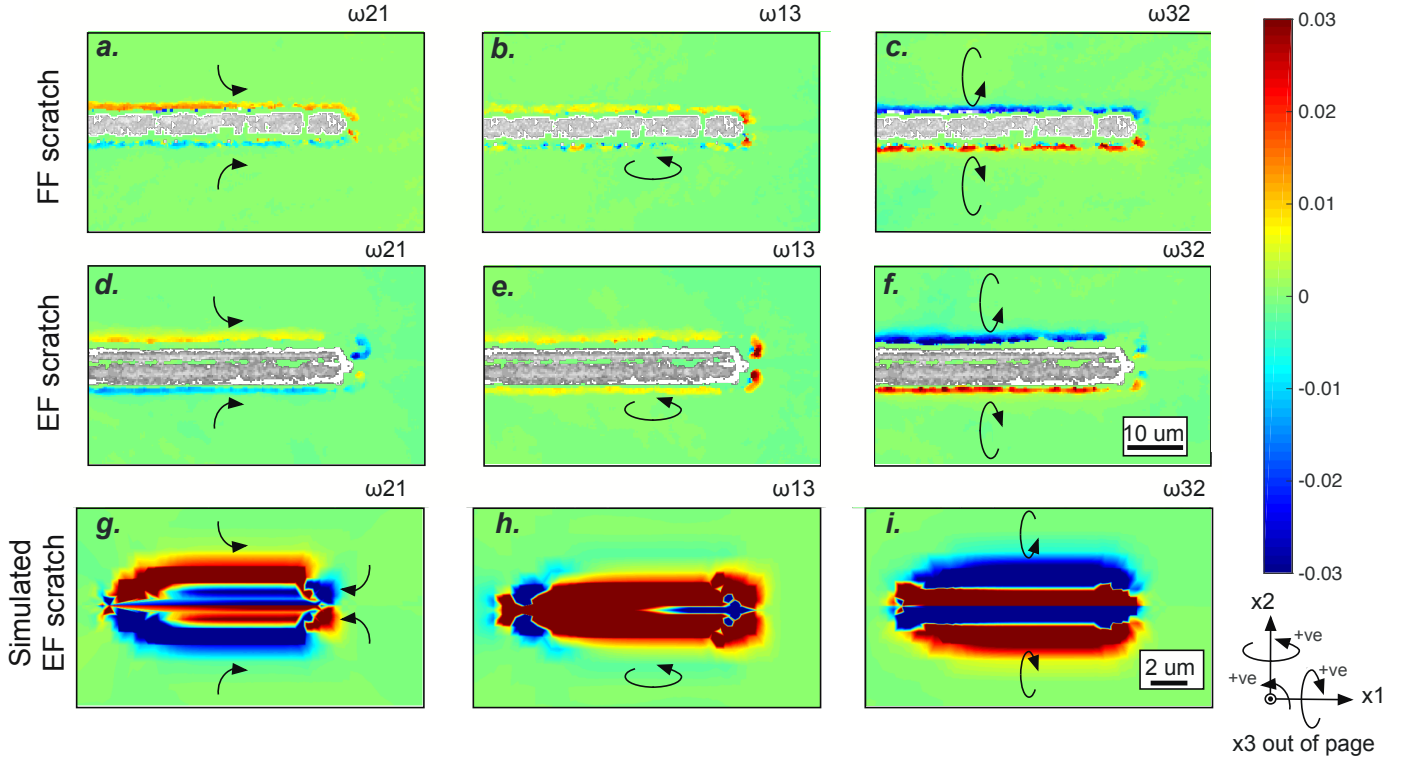 ω21
ω13
ω32
0.03
a.
b.
c.
FF scratch
0.02
ω21
ω13
ω32
0.01
d.
e.
f.
EF scratch
0
10 um
-0.01
ω21
ω13
ω32
-0.02
g.
h.
i.
Simulated
EF scratch
-0.03
2 um
x2
+ve
+ve
+ve
x1
x3 out of page